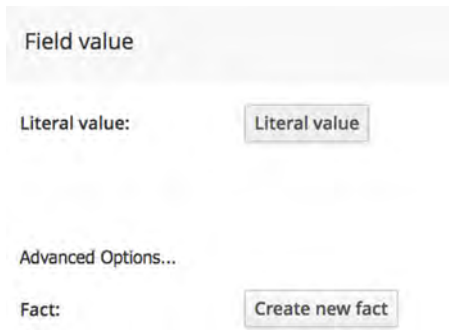 Field value
Literal value: Literal value
Advanced Options...
Fact: Create new fact